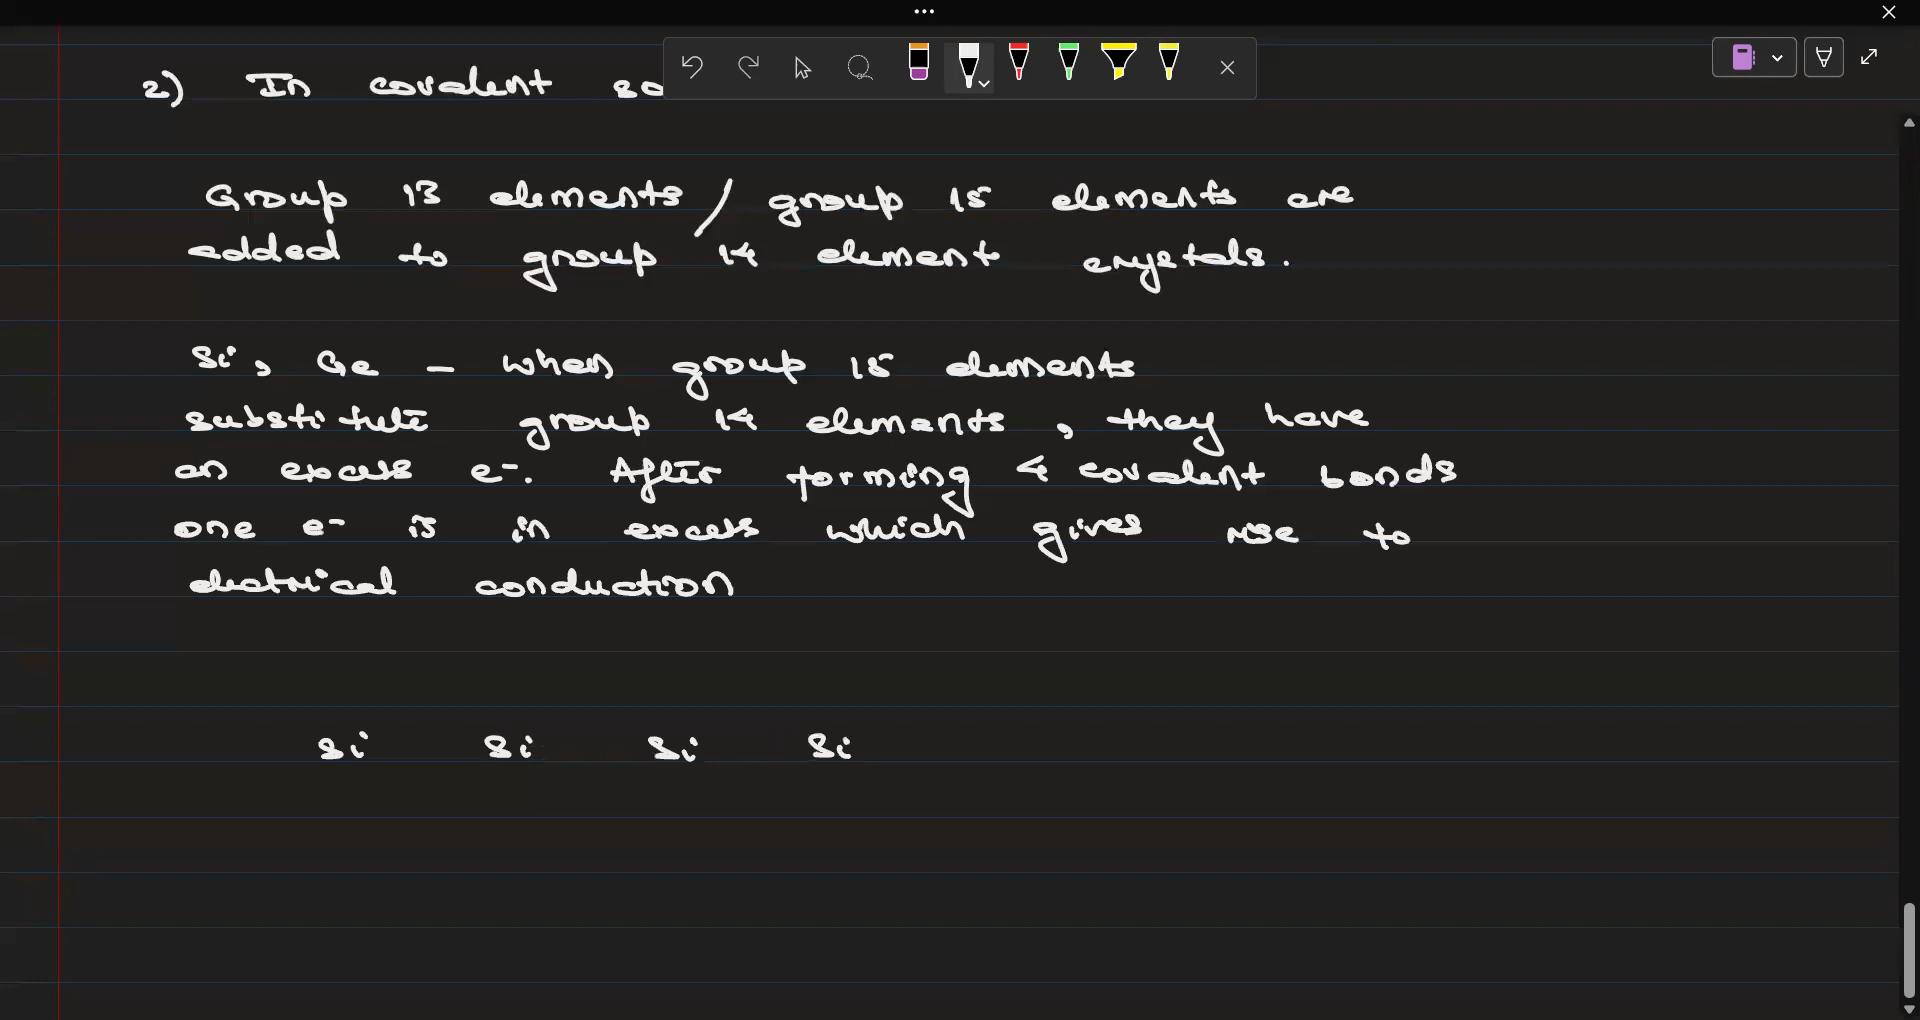 2) In covalent so
Group 13 elements / group 15 elements are
added to group 14 element crystals.
Si, Ge - when group 15 elements
substitute group 14 elements, they have
an excess e-. After forming 4 covalent bonds
one e- is in excess which gives rise to
electrical conduction
Si Si Si Si